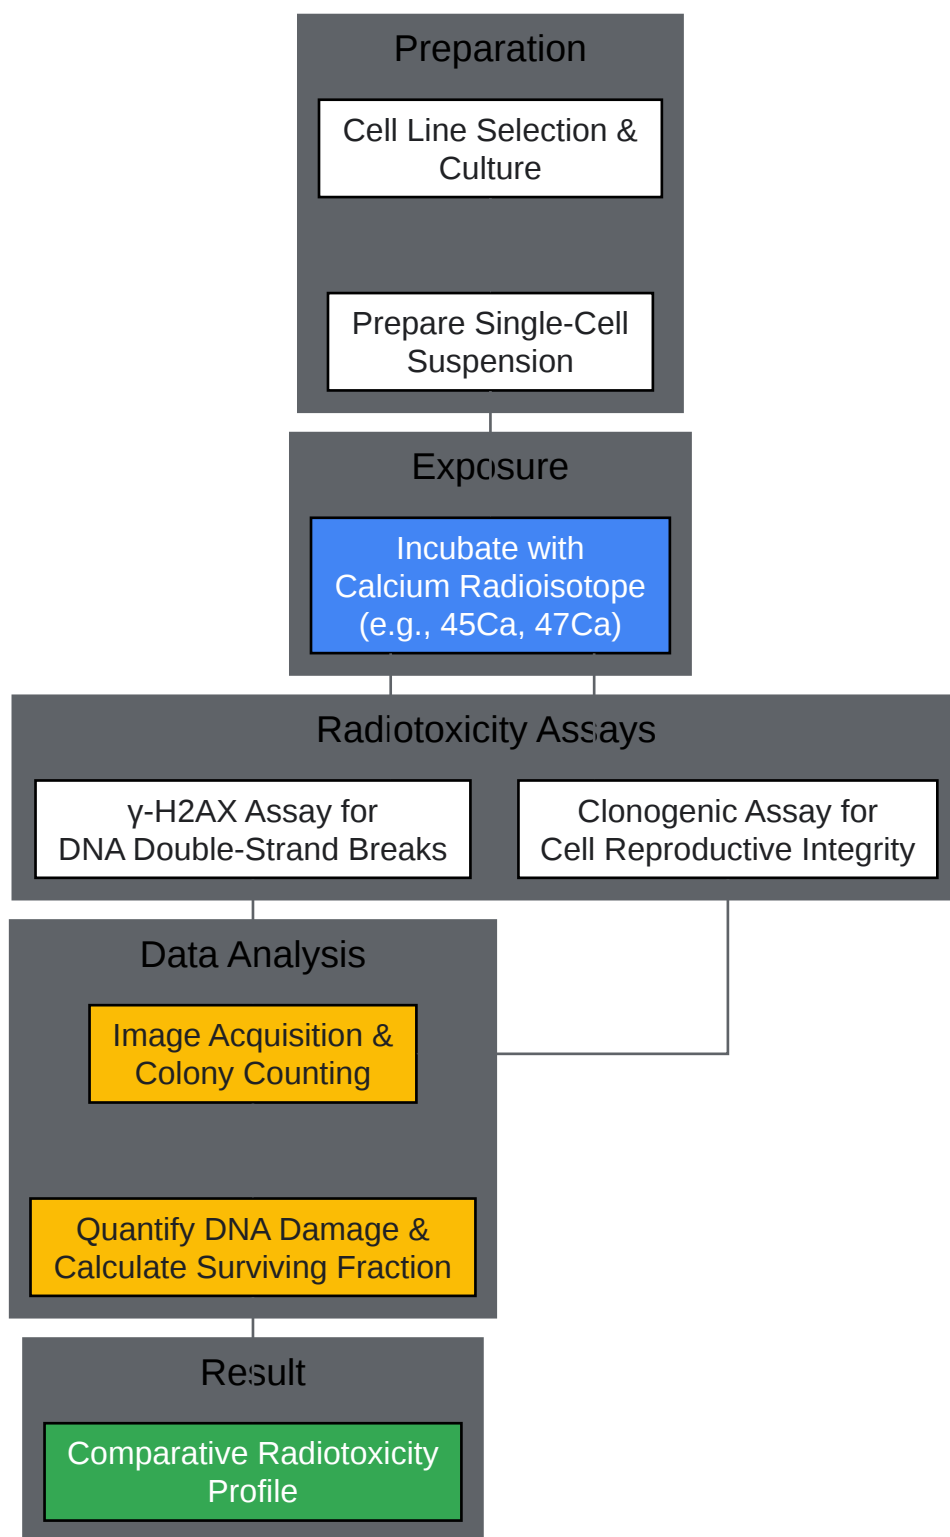 Preparation
Cell Line Selection &
Culture
Prepare Single-Cell
Suspension
Exposure
Incubate with
Calcium Radioisotope
(e.g., 45Ca, 47Ca)
Radiotoxicity Assays
γ-H2AX Assay for
DNA Double-Strand Breaks
Clonogenic Assay for
Cell Reproductive Integrity
Data Analysis
Image Acquisition &
Colony Counting
Quantify DNA Damage &
Calculate Surviving Fraction
Result
Comparative Radiotoxicity
Profile